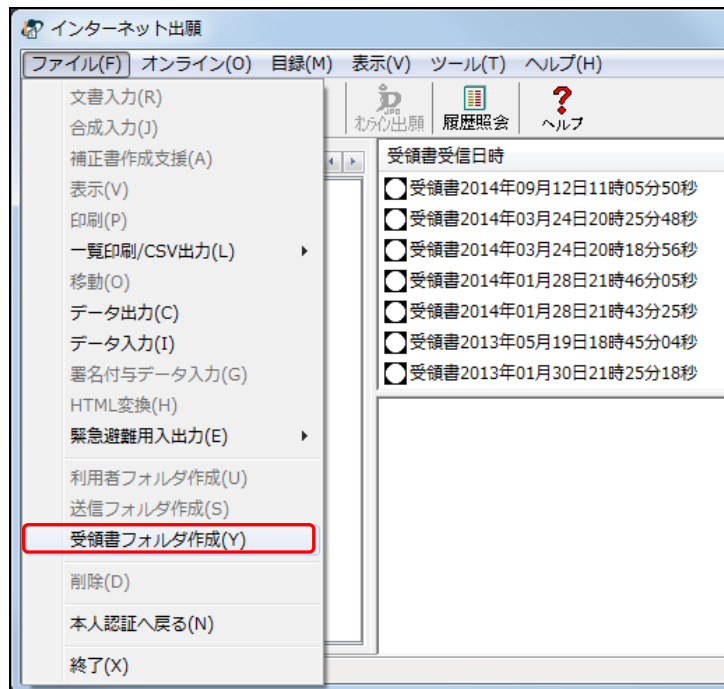 インターネット出願
ファイル(F) オンライン(O) 目録(M) 表示(V) ツール(T) ヘルプ(H)
文書入力(R)
合成入力(J)
補正書作成支援(A)
表示(V)
印刷(P)
一覧印刷/CSV出力(L)
移動(O)
データ出力(C)
データ入力(I)
署名付与データ入力(G)
HTML変換(H)
緊急避難用入出力(E)
利用者フォルダ作成(U)
送信フォルダ作成(S)
受領書フォルダ作成(Y)
削除(D)
本人認証へ戻る(N)
終了(X)
オンライン出願 履歴照会 ヘルプ
受領書受信日時
受領書2014年09月12日11時05分50秒
受領書2014年03月24日20時25分48秒
受領書2014年03月24日20時18分56秒
受領書2014年01月28日21時46分05秒
受領書2014年01月28日21時43分25秒
受領書2013年05月19日18時45分04秒
受領書2013年01月30日21時25分18秒